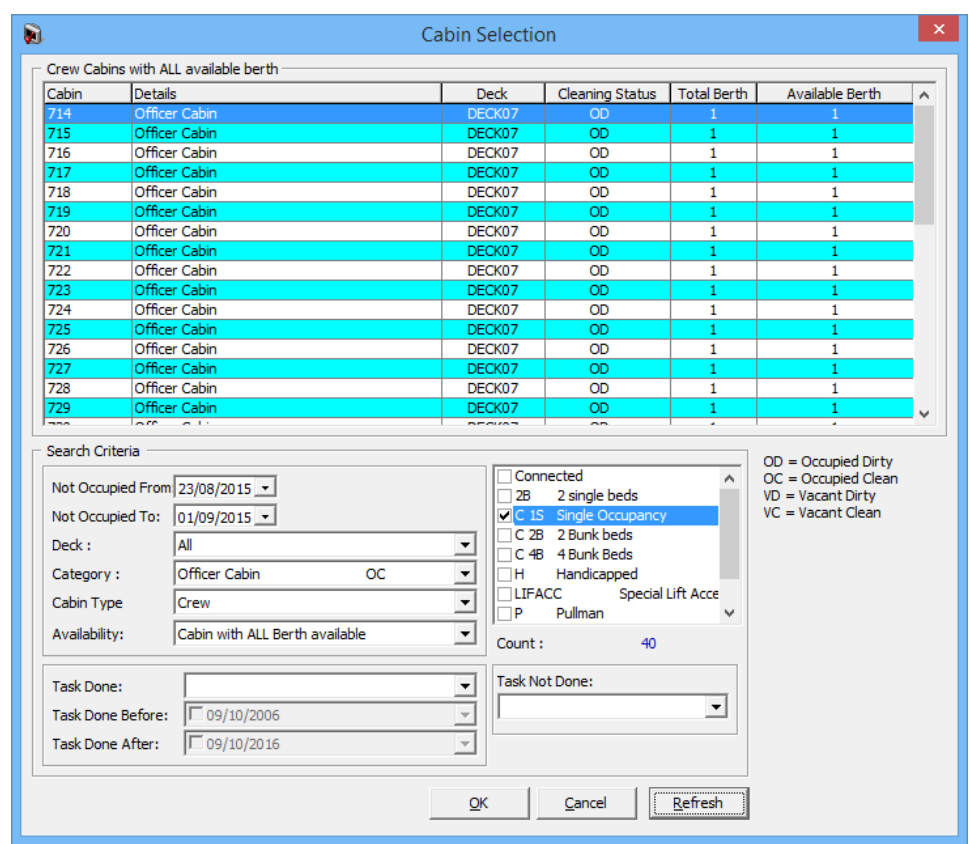 Cabin Selection
Crew Cabins with ALL available berth
Cabin Details Deck Cleaning Status Total Berth Available Berth
714 Officer Cabin DECK07 OD 1 1
715 Officer Cabin DECK07 OD 1 1
716 Officer Cabin DECK07 OD 1 1
717 Officer Cabin DECK07 OD 1 1
718 Officer Cabin DECK07 OD 1 1
719 Officer Cabin DECK07 OD 1 1
720 Officer Cabin DECK07 OD 1 1
721 Officer Cabin DECK07 OD 1 1
722 Officer Cabin DECK07 OD 1 1
723 Officer Cabin DECK07 OD 1 1
724 Officer Cabin DECK07 OD 1 1
725 Officer Cabin DECK07 OD 1 1
726 Officer Cabin DECK07 OD 1 1
727 Officer Cabin DECK07 OD 1 1
728 Officer Cabin DECK07 OD 1 1
729 Officer Cabin DECK07 OD 1 1
Search Criteria
Not Occupied From 23/08/2015
Not Occupied To: 01/09/2015
Deck : All
Category : Officer Cabin OC
Cabin Type Crew
Availability: Cabin with ALL Berth available
Connected
2B 2 single beds
C 1S Single Occupancy
C 2B 2 Bunk beds
C 4B 4 Bunk Beds
H Handicapped
LIFACC Special Lift Acce
P Pullman
Count : 40
OD = Occupied Dirty
OC = Occupied Clean
VD = Vacant Dirty
VC = Vacant Clean
Task Done:
Task Done Before: 09/10/2006
Task Done After: 09/10/2016
Task Not Done:
OK Cancel Refresh